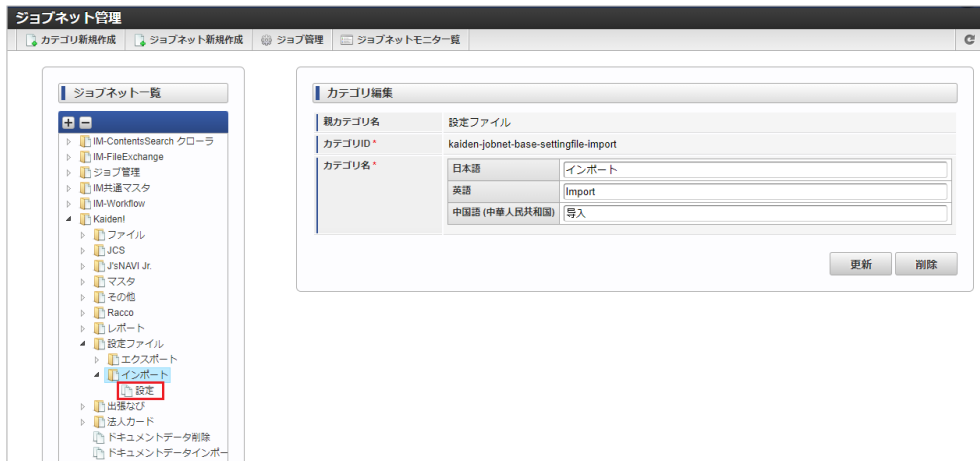 ジョブネット管理
カテゴリ新規作成 ジョブネット新規作成 ジョブ管理 ジョブネットモニター覧
ジョブネット一覧
IM-ContentsSearch クローラ
IM-FileExchange
ジョブ管理
IM共通マスタ
IM-Workflow
Kaiden!
ファイル
JCS
J'sNAVI Jr.
マスタ
その他
Racco
レポート
設定ファイル
エクスポート
インポート
設定
出張なび
法人カード
ドキュメントデータ削除
ドキュメントデータインポー
カテゴリ編集
親カテゴリ名 設定ファイル
カテゴリID * kaiden-jobnet-base-settingfile-import
カテゴリ名 * 日本語 インポート
英語 Import
中国語 (中華人民共和国) 导入
更新 削除